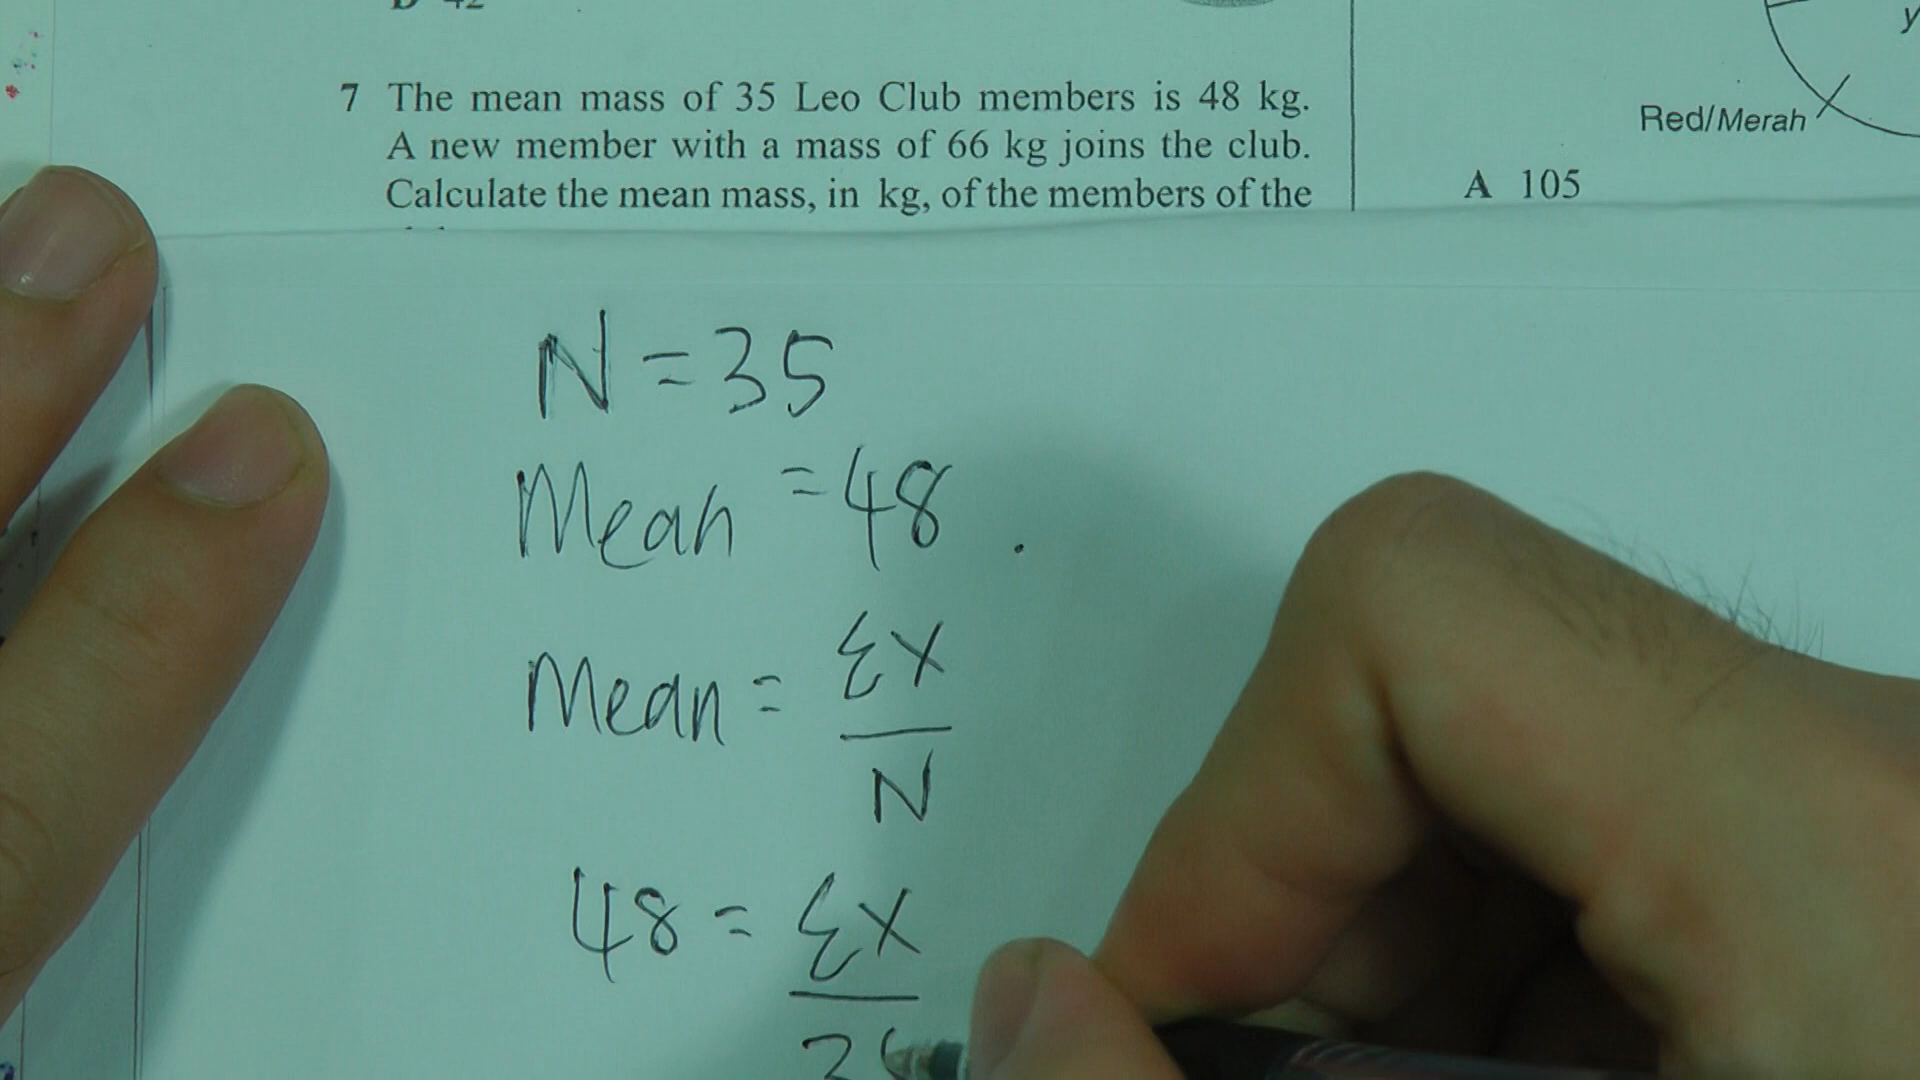 7 The mean mass of 35 Leo Club members is 48 kg.
A new member with a mass of 66 kg joins the club.
Calculate the mean mass, in kg, of the members of the
Red/Merah
y
A 105
N = 35
Mean = 48 .
Mean = Σx
N
48 = Σx